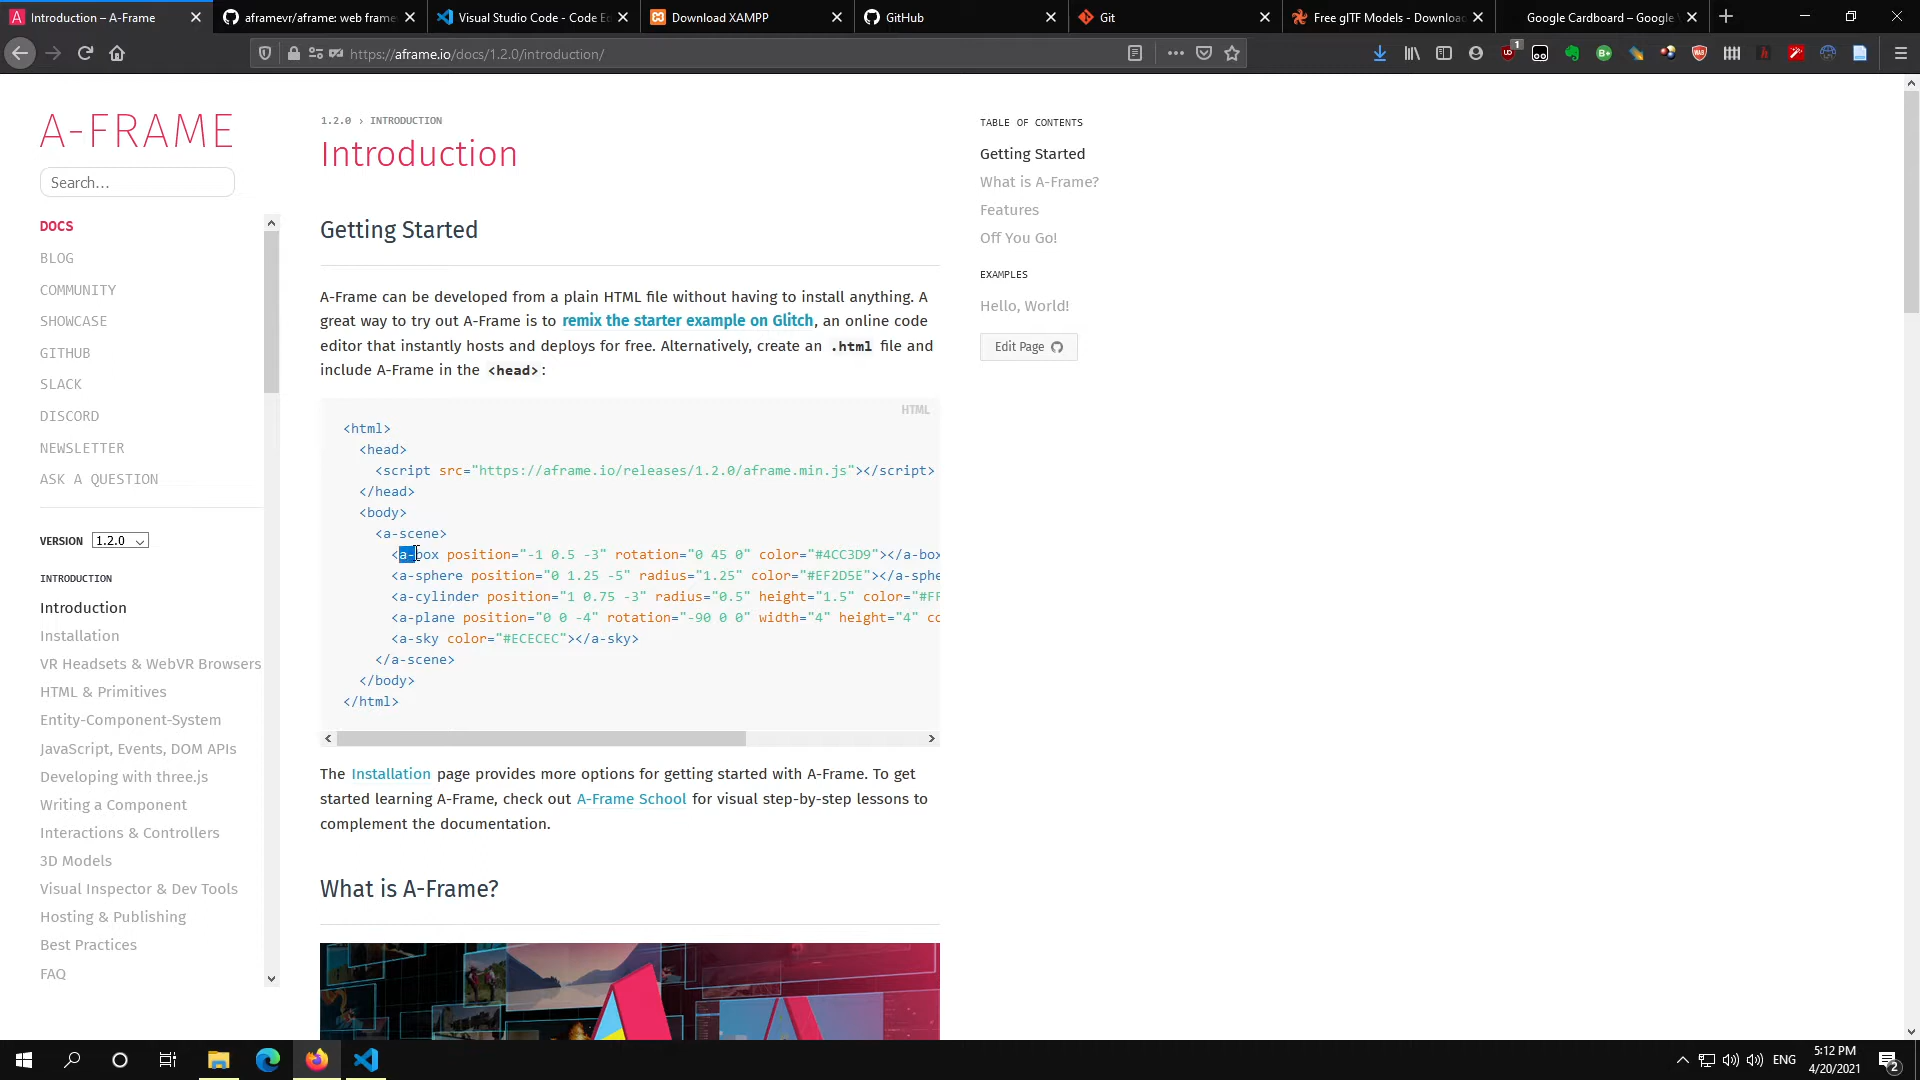 Introduction – A-Frame
aframevr/aframe: web frame
Visual Studio Code - Code Ed
Download XAMPP
GitHub
Git
Free glTF Models - Download
Google Cardboard – Google
https://aframe.io/docs/1.2.0/introduction/
1
A-FRAME
Search...
DOCS
BLOG
COMMUNITY
SHOWCASE
GITHUB
SLACK
DISCORD
NEWSLETTER
ASK A QUESTION
VERSION 1.2.0
INTRODUCTION
Introduction
Installation
VR Headsets & WebVR Browsers
HTML & Primitives
Entity-Component-System
JavaScript, Events, DOM APIs
Developing with three.js
Writing a Component
Interactions & Controllers
3D Models
Visual Inspector & Dev Tools
Hosting & Publishing
Best Practices
FAQ
1.2.0 › INTRODUCTION
Introduction
Getting Started
A-Frame can be developed from a plain HTML file without having to install anything. A
great way to try out A-Frame is to remix the starter example on Glitch, an online code
editor that instantly hosts and deploys for free. Alternatively, create an .html file and
include A-Frame in the <head>:
HTML
<html>
<head>
<script src="https://aframe.io/releases/1.2.0/aframe.min.js"></script>
</head>
<body>
<a-scene>
<a-box position="-1 0.5 -3" rotation="0 45 0" color="#4CC3D9"></a-box
<a-sphere position="0 1.25 -5" radius="1.25" color="#EF2D5E"></a-sphe
<a-cylinder position="1 0.75 -3" radius="0.5" height="1.5" color="#FF
<a-plane position="0 0 -4" rotation="-90 0 0" width="4" height="4" co
<a-sky color="#ECECEC"></a-sky>
</a-scene>
</body>
</html>
The Installation page provides more options for getting started with A-Frame. To get
started learning A-Frame, check out A-Frame School for visual step-by-step lessons to
complement the documentation.
What is A-Frame?
TABLE OF CONTENTS
Getting Started
What is A-Frame?
Features
Off You Go!
EXAMPLES
Hello, World!
Edit Page
ENG
5:12 PM
4/20/2021
2